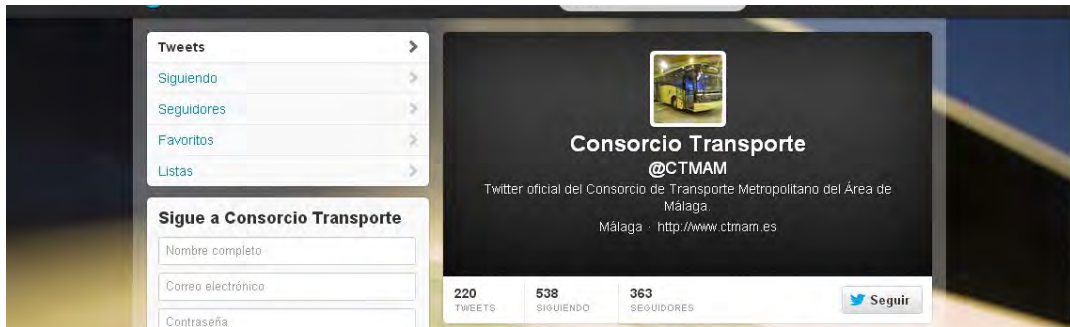 Tweets
Siguiendo
Seguidores
Favoritos
Listas
Sigue a Consorcio Transporte
Nombre completo
Correo electrónico
Contraseña
Consorcio Transporte
@CTMAM
Twitter oficial del Consorcio de Transporte Metropolitano del Área de
Málaga.
Málaga · http://www.ctmam.es
220 538 363
TWEETS SIGUIENDO SEGUIDORES
Seguir